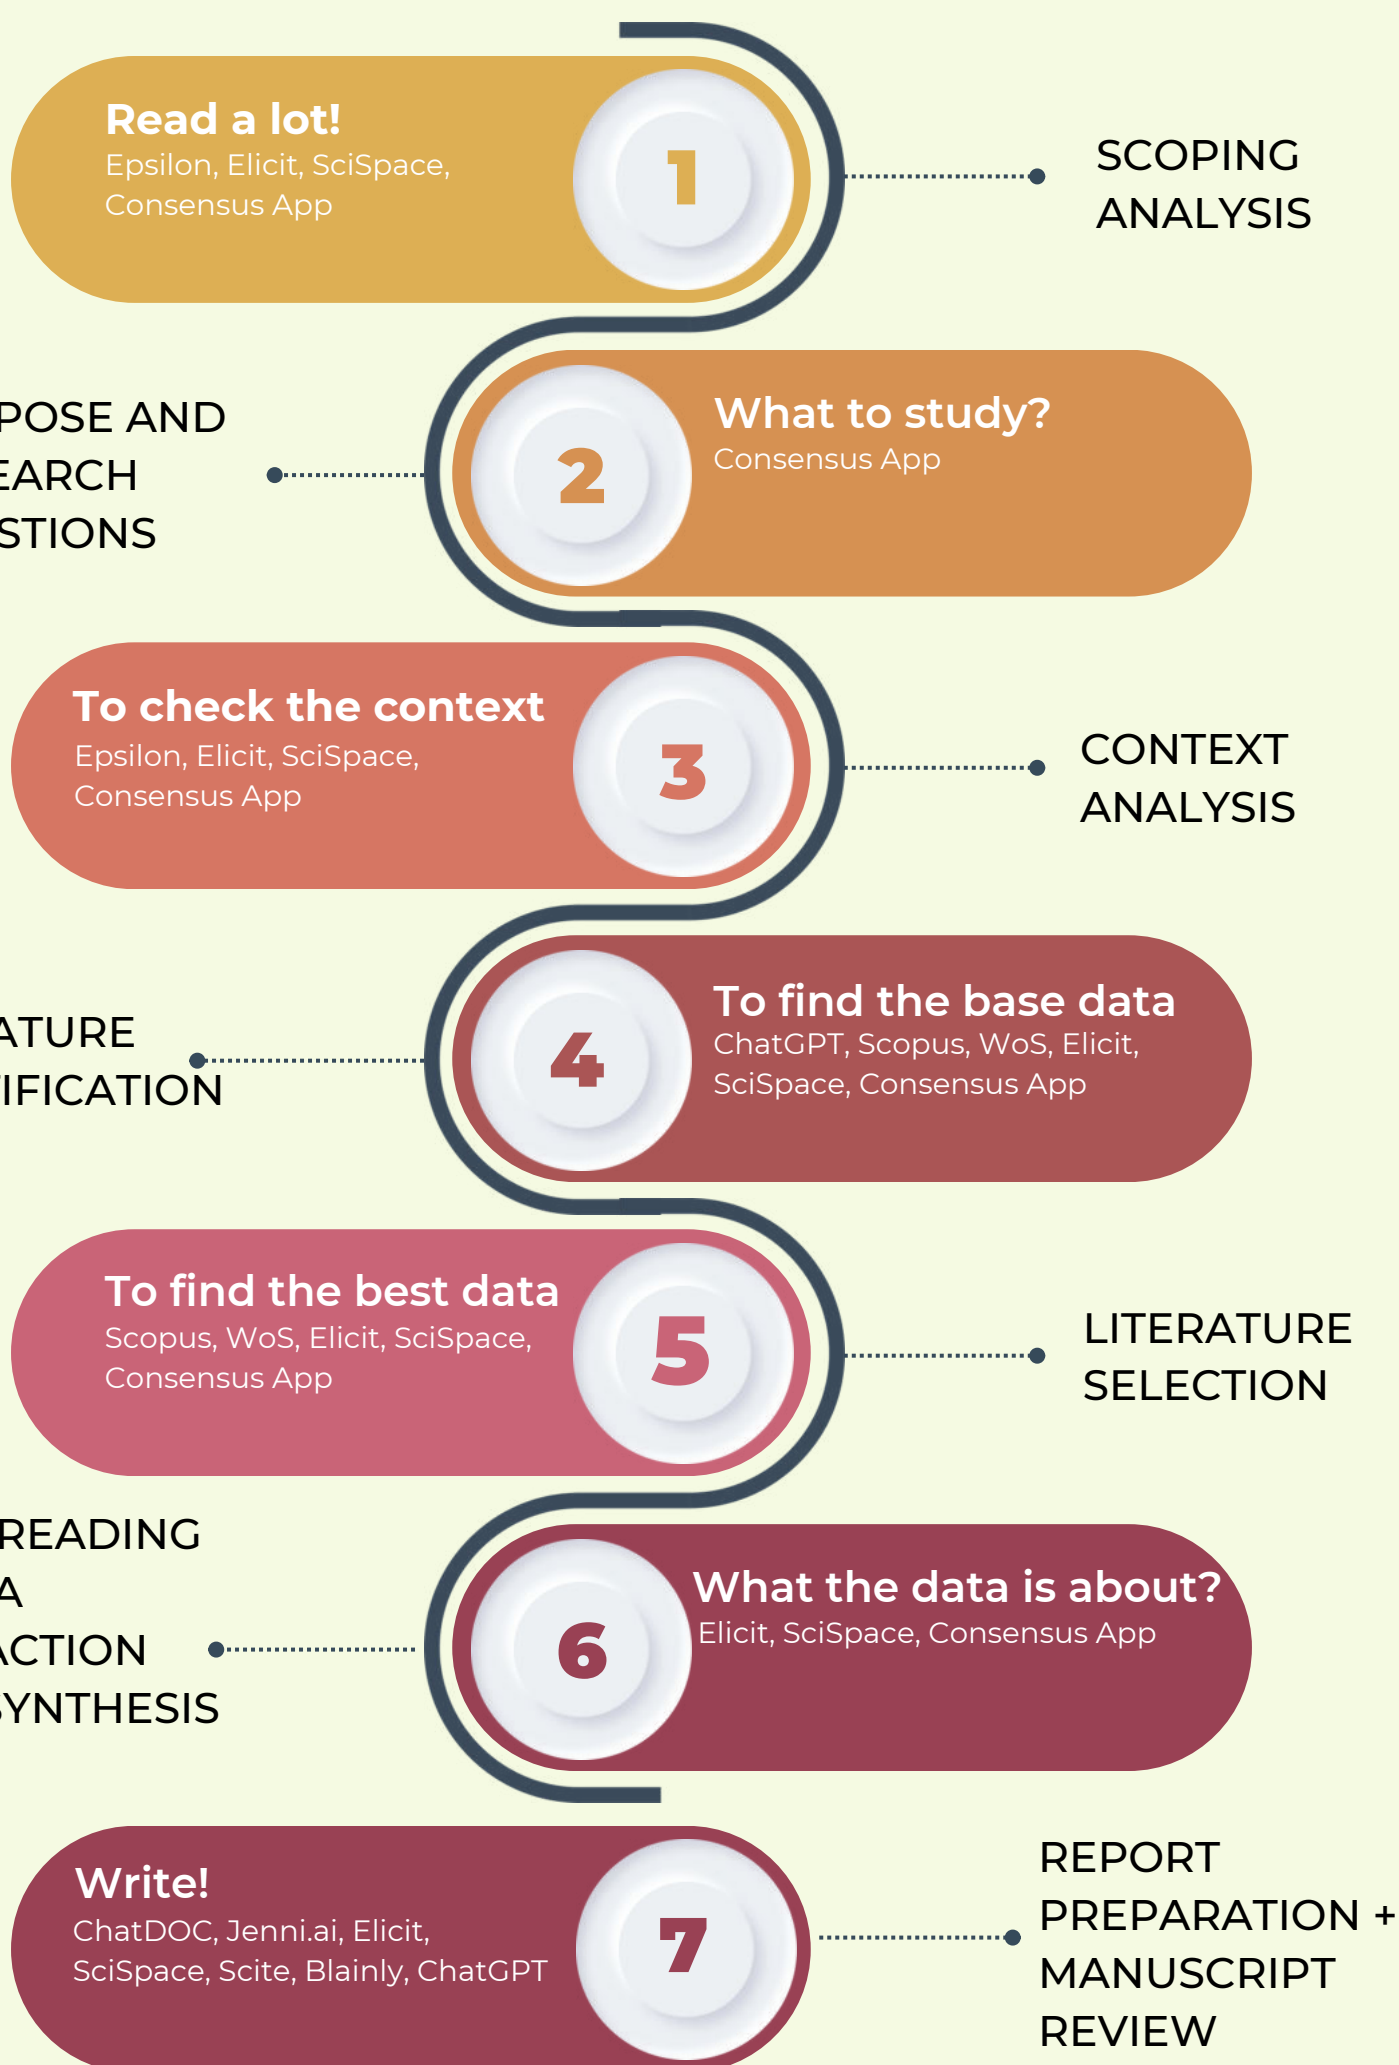 Read a lot!
Epsilon, Elicit, SciSpace,
Consensus App
1
SCOPING
ANALYSIS
POSE AND
EARCH
STIONS
2
What to study?
Consensus App
To check the context
Epsilon, Elicit, SciSpace,
Consensus App
3
CONTEXT
ANALYSIS
ATURE
IFICATION
4
To find the base data
ChatGPT, Scopus, WoS, Elicit,
SciSpace, Consensus App
To find the best data
Scopus, WoS, Elicit, SciSpace,
Consensus App
5
LITERATURE
SELECTION
READING
A
ACTION
SYNTHESIS
6
What the data is about?
Elicit, SciSpace, Consensus App
Write!
ChatDOC, Jenni.ai, Elicit,
SciSpace, Scite, Blainly, ChatGPT
7
REPORT
PREPARATION +
MANUSCRIPT
REVIEW